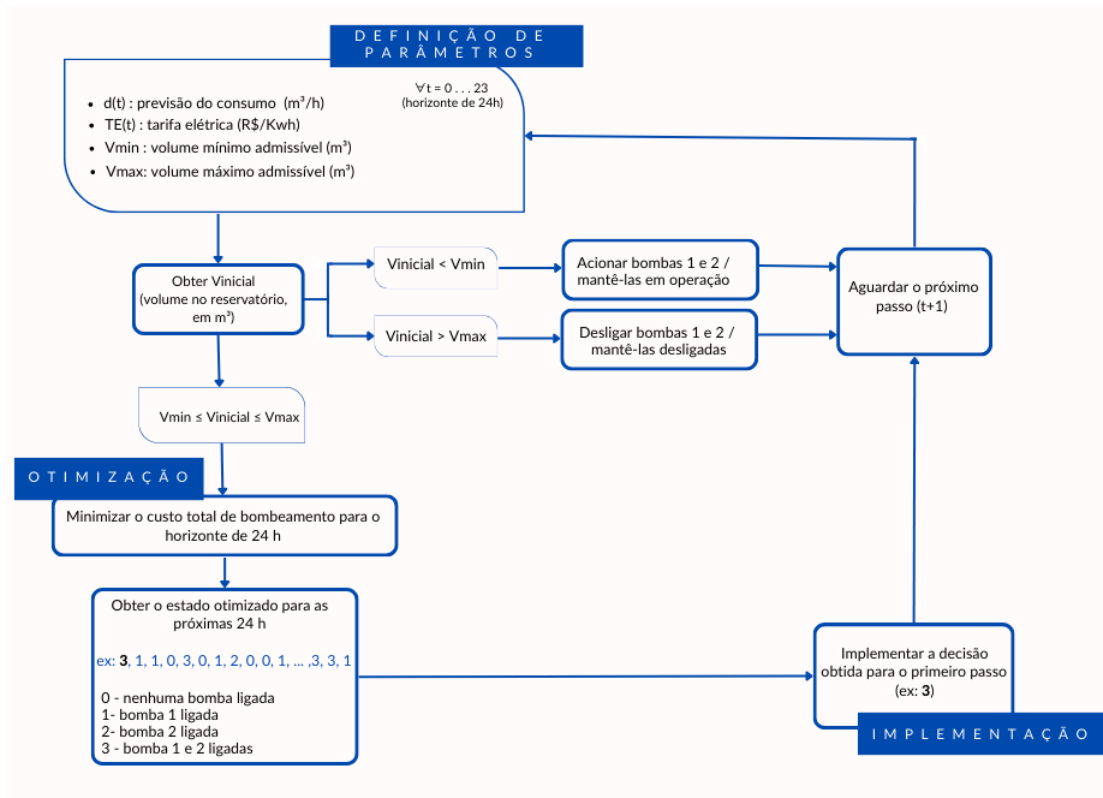 DEFINIÇÃO DE
PARÂMETROS
∀ t = 0 . . . 23
(horizonte de 24h)
• d(t) : previsão do consumo (m³/h)
• TE(t) : tarifa elétrica (R$/Kwh)
• Vmin : volume mínimo admissível (m³)
• Vmax: volume máximo admissível (m³)
Obter Vinicial
(volume no reservatório,
em m³)
Vinicial < Vmin
Acionar bombas 1 e 2 /
mantê-las em operação
Vinicial > Vmax
Desligar bombas 1 e 2 /
mantê-las desligadas
Aguardar o próximo
passo (t+1)
Vmin ≤ Vinicial ≤ Vmax
OTIMIZAÇÃO
Minimizar o custo total de bombeamento para o
horizonte de 24 h
Obter o estado otimizado para as
próximas 24 h
ex: 3, 1, 1, 0, 3, 0, 1, 2, 0, 0, 1, ... ,3, 3, 1
0 - nenhuma bomba ligada
1- bomba 1 ligada
2- bomba 2 ligada
3 - bomba 1 e 2 ligadas
Implementar a decisão
obtida para o primeiro passo
(ex: 3)
IMPLEMENTAÇÃO